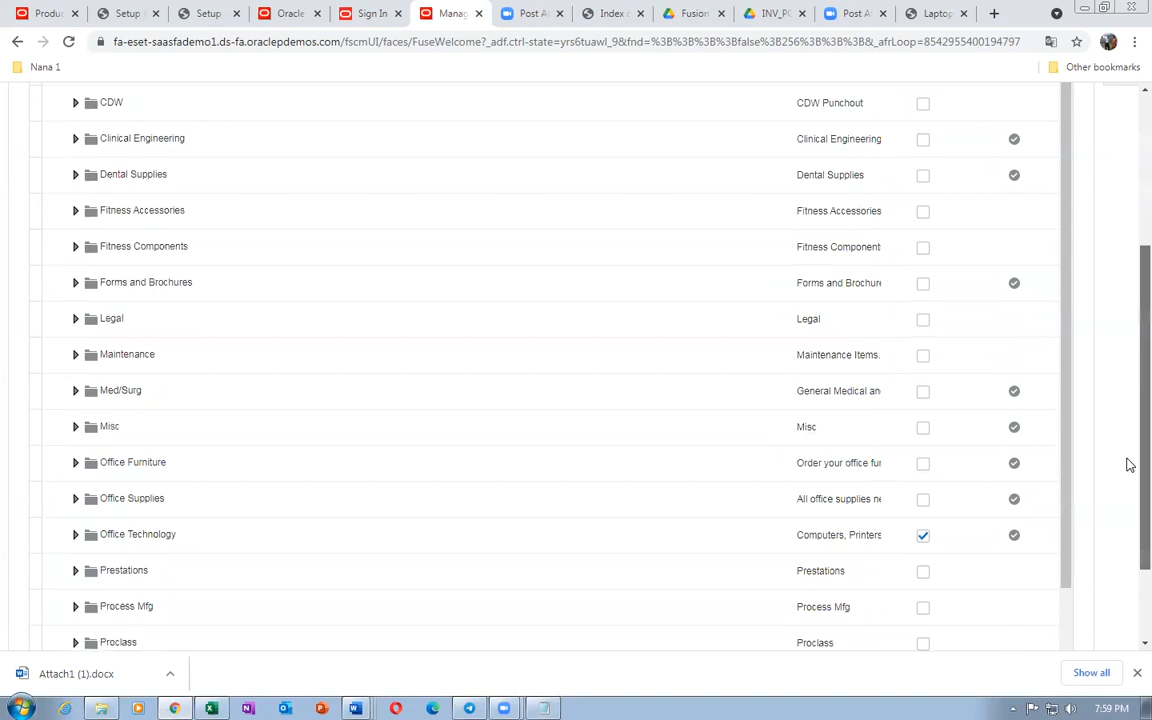 Produc
Setup a
Setup
Oracle
Sign In
Manag
Post A
Index o
Fusion
INV_PO
Post A
Laptop
fa-eset-saasfademo1.ds-fa.oraclepdemos.com/fscmUI/faces/FuseWelcome?_adf.ctrl-state=yrs6tuawl_9&fnd=%3B%3B%3B%3Bfalse%3B256%3B%3B%3B&_afrLoop=8542955400194797
Nana 1
Other bookmarks
CDW CDW Punchout
Clinical Engineering Clinical Engineering
Dental Supplies Dental Supplies
Fitness Accessories Fitness Accessories
Fitness Components Fitness Component
Forms and Brochures Forms and Brochure
Legal Legal
Maintenance Maintenance Items.
Med/Surg General Medical an
Misc Misc
Office Furniture Order your office fur
Office Supplies All office supplies ne
Office Technology Computers, Printers
Prestations Prestations
Process Mfg Process Mfg
Proclass Proclass
Attach1 (1).docx
Show all
7:59 PM